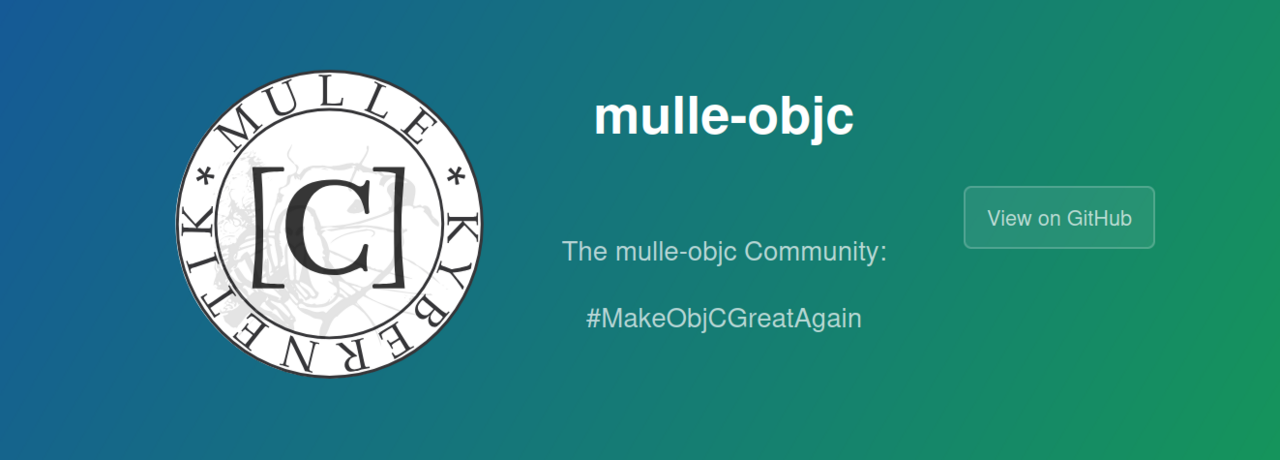 * MULLE * KYBERNETIK
[C]
mulle-objc
The mulle-objc Community:
#MakeObjCGreatAgain
View on GitHub